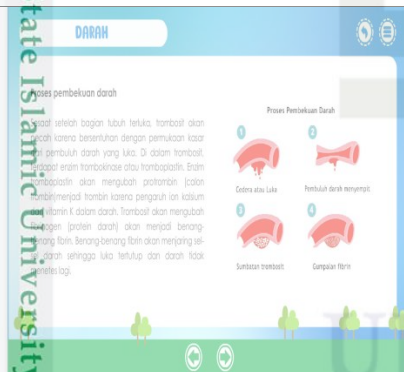 DARAH
Proses pembekuan darah
Sesaat setelah bagian tubuh terluka, trombosit akan
pecah karena bersentuhan dengan permukaan kasar
dari pembuluh darah yang luka. Di dalam trombosit,
terdapat enzim trombokinase atau tromboplastin. Enzim
tromboplastin akan mengubah protrombin (calon
trombin)menjadi trombin karena pengaruh ion kalsium
dan vitamin K dalam darah. Trombosit akan mengubah
fibrinogen (protein darah) akan menjadi benang-
benang fibrin. Benang-benang fibrin akan menjaring sel-
sel darah sehingga luka tertutup dan darah tidak
menetes lagi.
Proses Pembekuan Darah
1
2
Cedera atau Luka
Pembuluh darah menyempit
3
4
Sumbatan trombosit
Gumpalan fibrin
tate Islamic University
U